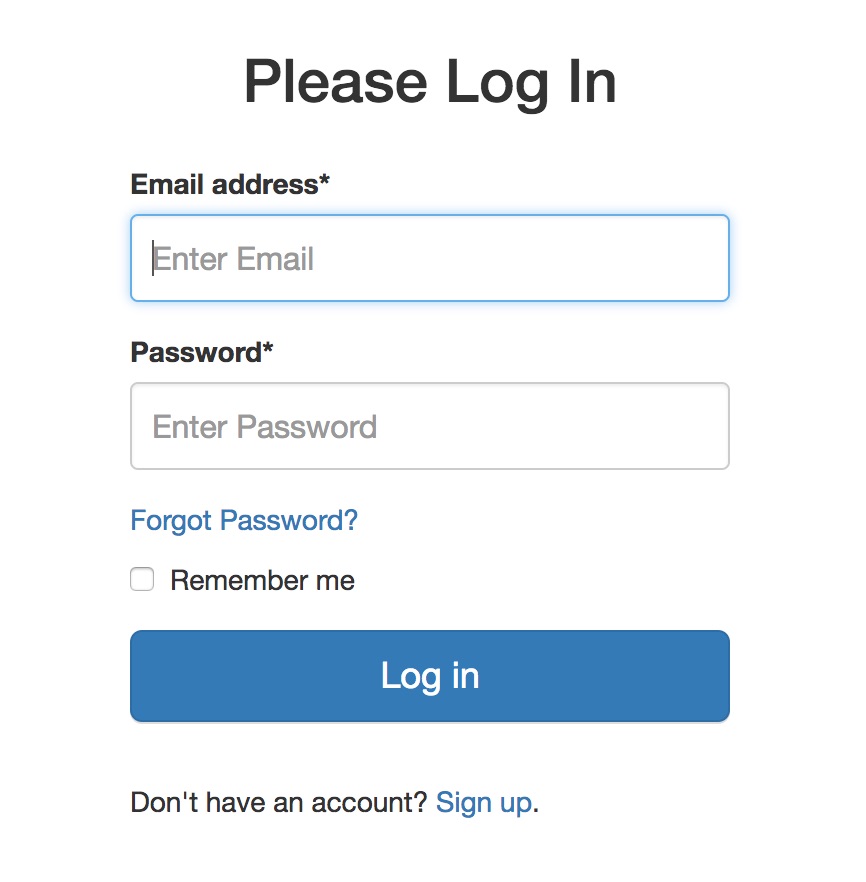 Please Log In
Email address*
Enter Email
Password*
Enter Password
Forgot Password?
Remember me
Log in
Don't have an account? Sign up.